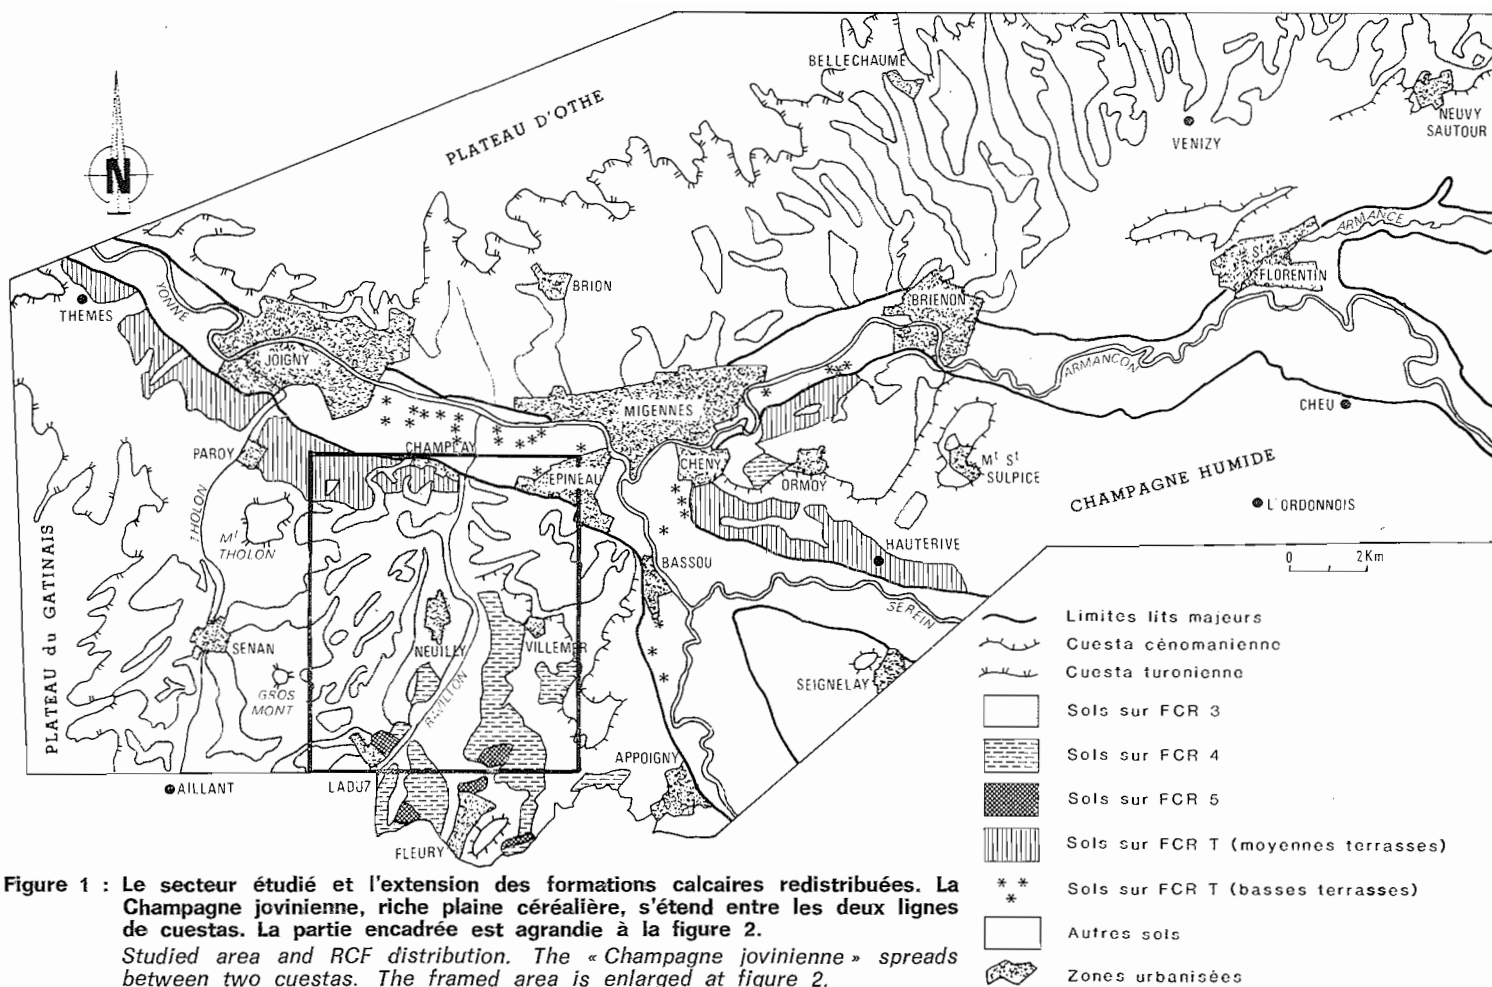 BELLECHAUME
PLATEAU D'OTHE
NEUVY
SAUTOUR
VENIZY
N
ARMANCE
St
FLORENTIN
BRION
BRIENON
THEMES
YONNE
JOIGNY
ARMANCON
MIGENNES
CHEU
PAROY
CHAMPLAY
CHENY
EPINEAU
ORMOY
Mt St
SULPICE
CHAMPAGNE HUMIDE
L'ORDONNOIS
THOLON
Mt
THOLON
HAUTERIVE
BASSOU
0 2Km
PLATEAU du GATINAIS
SEREIN
SENAN
NEUILLY
VILLEMER
RAVILLON
GROS
MONT
SEIGNELAY
APPOIGNY
AILLANT
LADUZ
FLEURY
Limites lits majeurs
Cuesta cénomanienne
Cuesta turonienne
Sols sur FCR 3
Sols sur FCR 4
Sols sur FCR 5
Sols sur FCR T (moyennes terrasses)
Sols sur FCR T (basses terrasses)
Autres sols
Zones urbanisées
Figure 1 : Le secteur étudié et l'extension des formations calcaires redistribuées. La
Champagne jovinienne, riche plaine céréalière, s'étend entre les deux lignes
de cuestas. La partie encadrée est agrandie à la figure 2.
Studied area and RCF distribution. The « Champagne jovinienne » spreads
between two cuestas. The framed area is enlarged at figure 2.